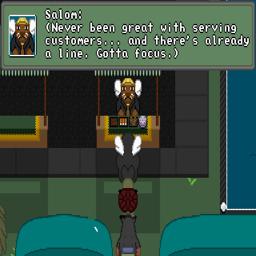 Salom:
(Never been great with serving
customers... and there's already
a line. Gotta focus.)